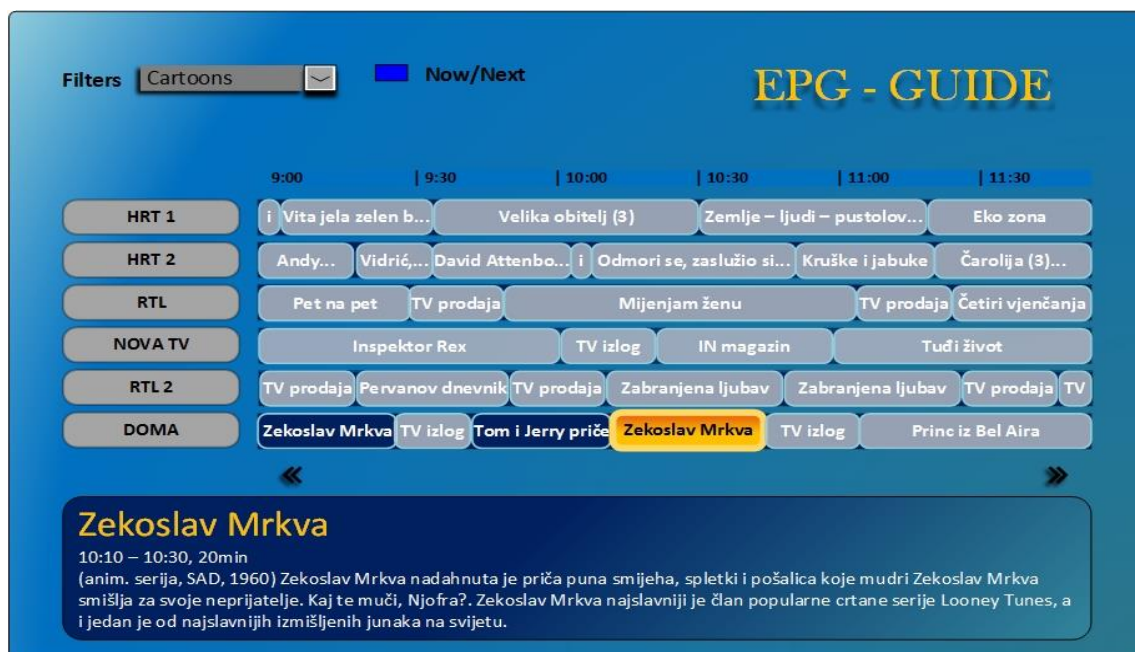 Filters Cartoons Now/Next EPG - GUIDE
9:00 | 9:30 | 10:00 | 10:30 | 11:00 | 11:30
HRT 1 i Vita jela zelen b... Velika obitelj (3) Zemlje – ljudi – pustolov... Eko zona
HRT 2 Andy... Vidrić,... David Attenbo... i Odmori se, zaslužio si... Kruške i jabuke Čarolija (3)...
RTL Pet na pet TV prodaja Mijenjam ženu TV prodaja Četiri vjenčanja
NOVA TV Inspektor Rex TV izlog IN magazin Tuđi život
RTL 2 TV prodaja Pervanov dnevnik TV prodaja Zabranjena ljubav Zabranjena ljubav TV prodaja TV
DOMA Zekoslav Mrkva TV izlog Tom i Jerry priče Zekoslav Mrkva TV izlog Princ iz Bel Aira
Zekoslav Mrkva
10:10 – 10:30, 20min
(anim. serija, SAD, 1960) Zekoslav Mrkva nadahnuta je priča puna smijeha, spletki i pošalica koje mudri Zekoslav Mrkva
smišlja za svoje neprijatelje. Kaj te muči, Njofra?. Zekoslav Mrkva najslavniji je član popularne crtane serije Looney Tunes, a
i jedan je od najslavnijih izmišljenih junaka na svijetu.